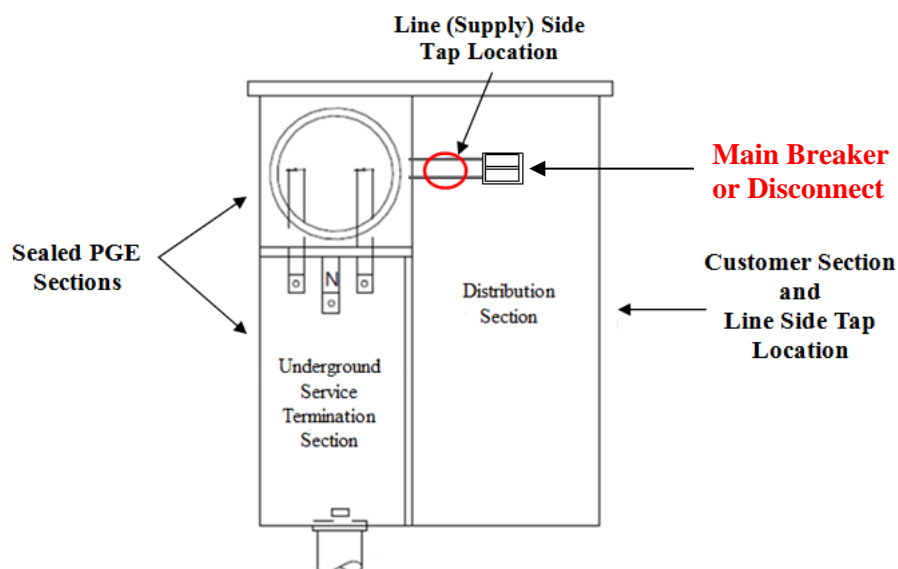 Line (Supply) Side
Tap Location
Main Breaker
or Disconnect
Sealed PGE
Sections
N
Distribution
Section
Customer Section
and
Line Side Tap
Location
Underground
Service
Termination
Section